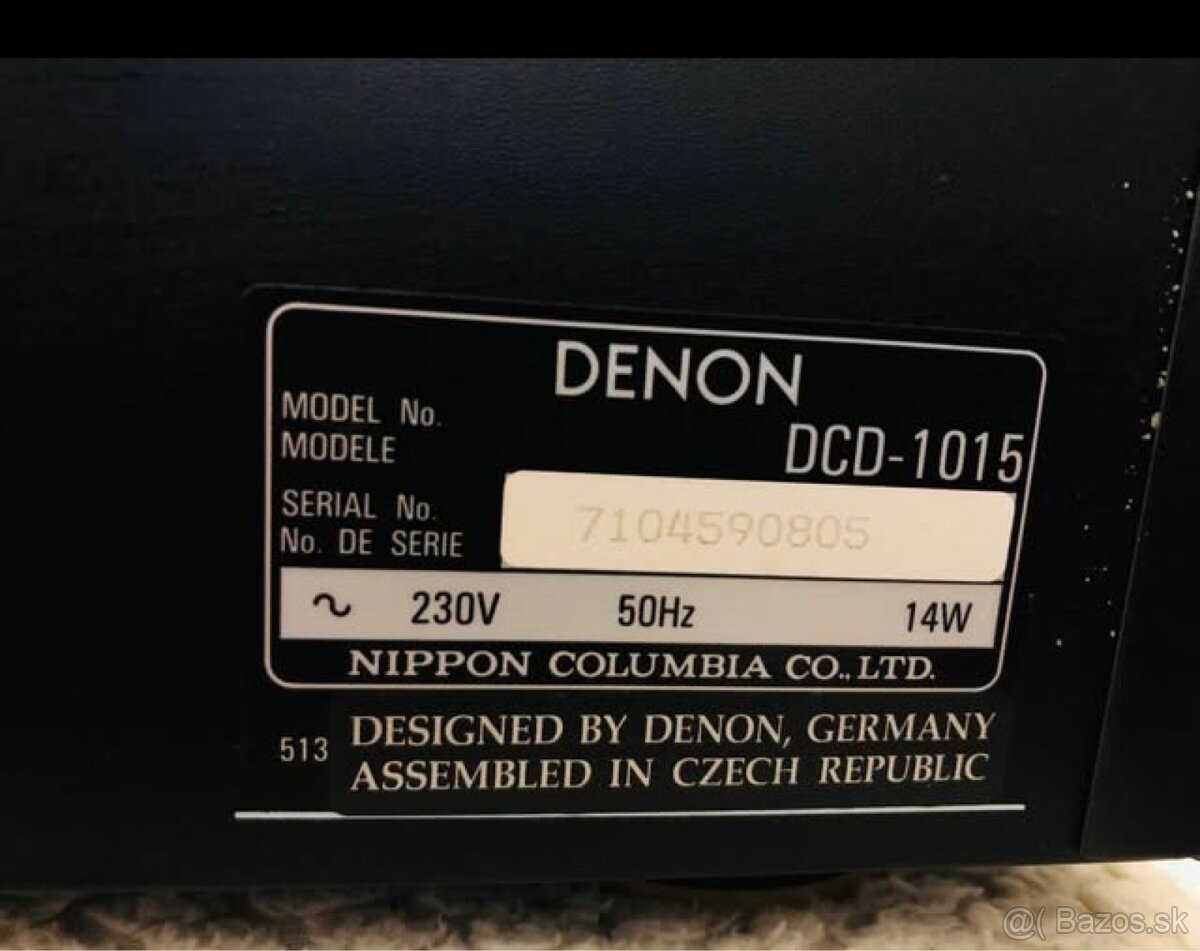 DENON
MODEL No.
MODELE
DCD-1015
SERIAL No.
No. DE SERIE
7104590805
~ 230V 50Hz 14W
NIPPON COLUMBIA CO., LTD.
513
DESIGNED BY DENON, GERMANY
ASSEMBLED IN CZECH REPUBLIC
@( Bazos.sk